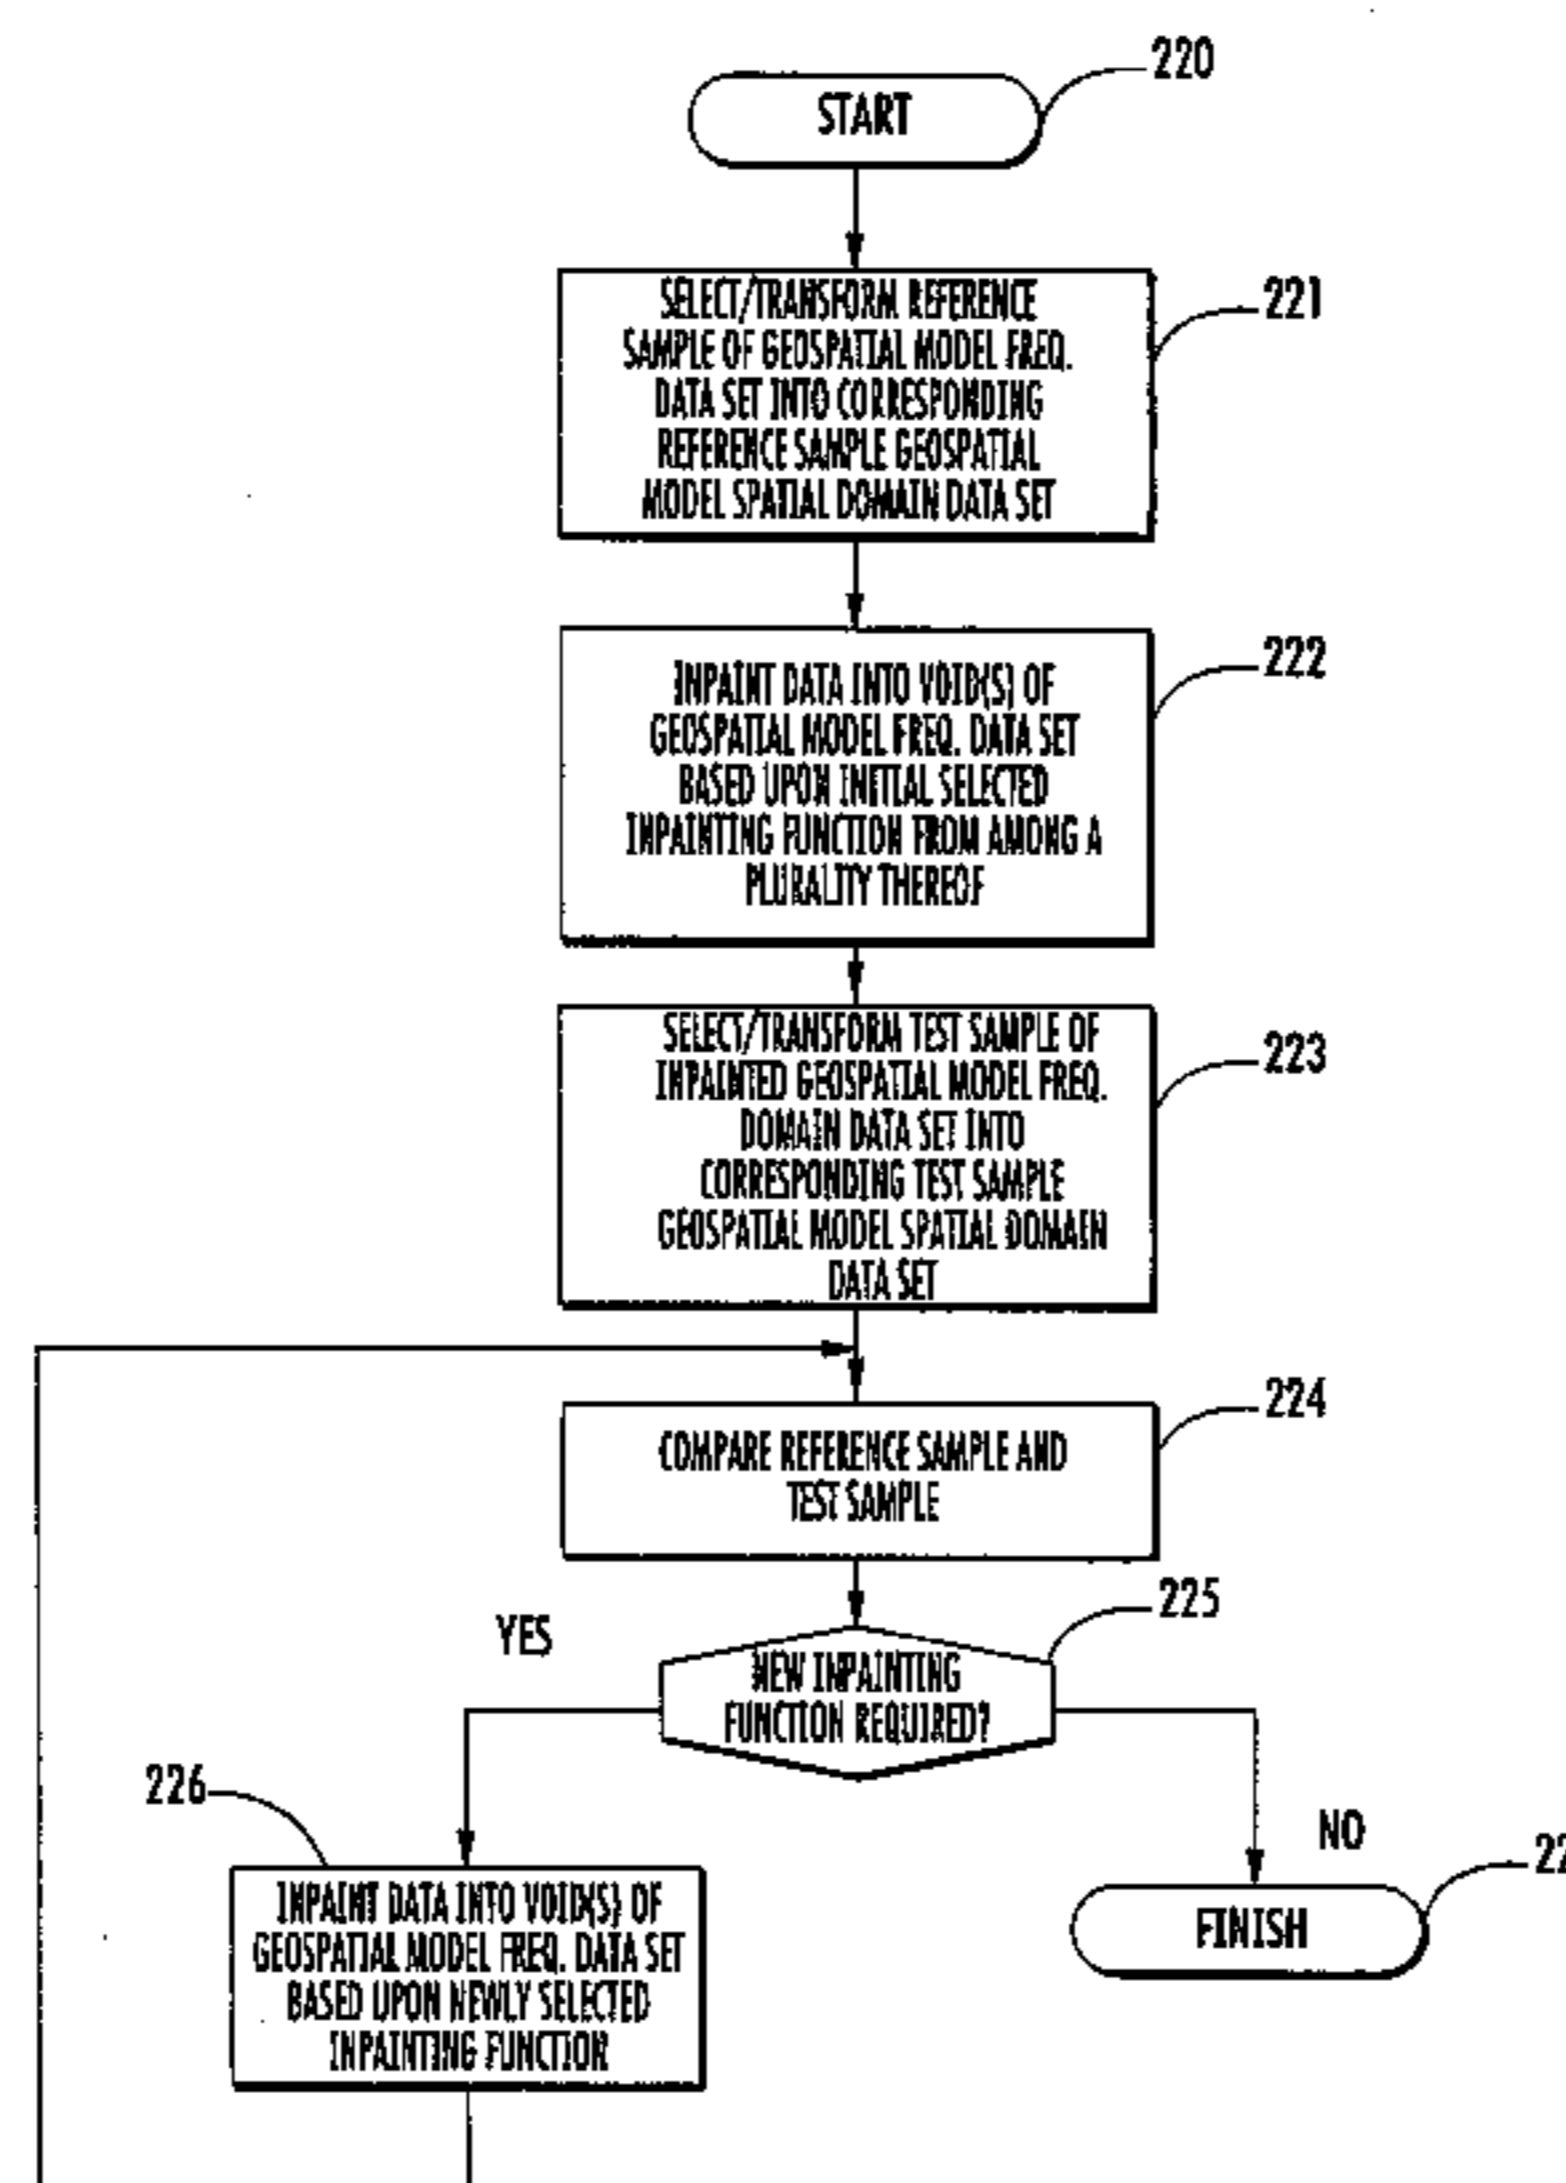 220
START
221
SELECT/TRANSFORM REFERENCE
SAMPLE OF GEOSPATIAL MODEL FREQ.
DATA SET INTO CORRESPONDING
REFERENCE SAMPLE GEOSPATIAL
MODEL SPATIAL DOMAIN DATA SET
222
INPAINT DATA INTO VOID(S) OF
GEOSPATIAL MODEL FREQ. DATA SET
BASED UPON INITIAL SELECTED
INPAINTING FUNCTION FROM AMONG A
PLURALITY THEREOF
223
SELECT/TRANSFORM TEST SAMPLE OF
INPAINTED GEOSPATIAL MODEL FREQ.
DOMAIN DATA SET INTO
CORRESPONDING TEST SAMPLE
GEOSPATIAL MODEL SPATIAL DOMAIN
DATA SET
224
COMPARE REFERENCE SAMPLE AND
TEST SAMPLE
225
YES
NEW INPAINTING
FUNCTION REQUIRED?
226
NO
INPAINT DATA INTO VOID(S) OF
GEOSPATIAL MODEL FREQ. DATA SET
BASED UPON NEWLY SELECTED
INPAINTING FUNCTION
FINISH